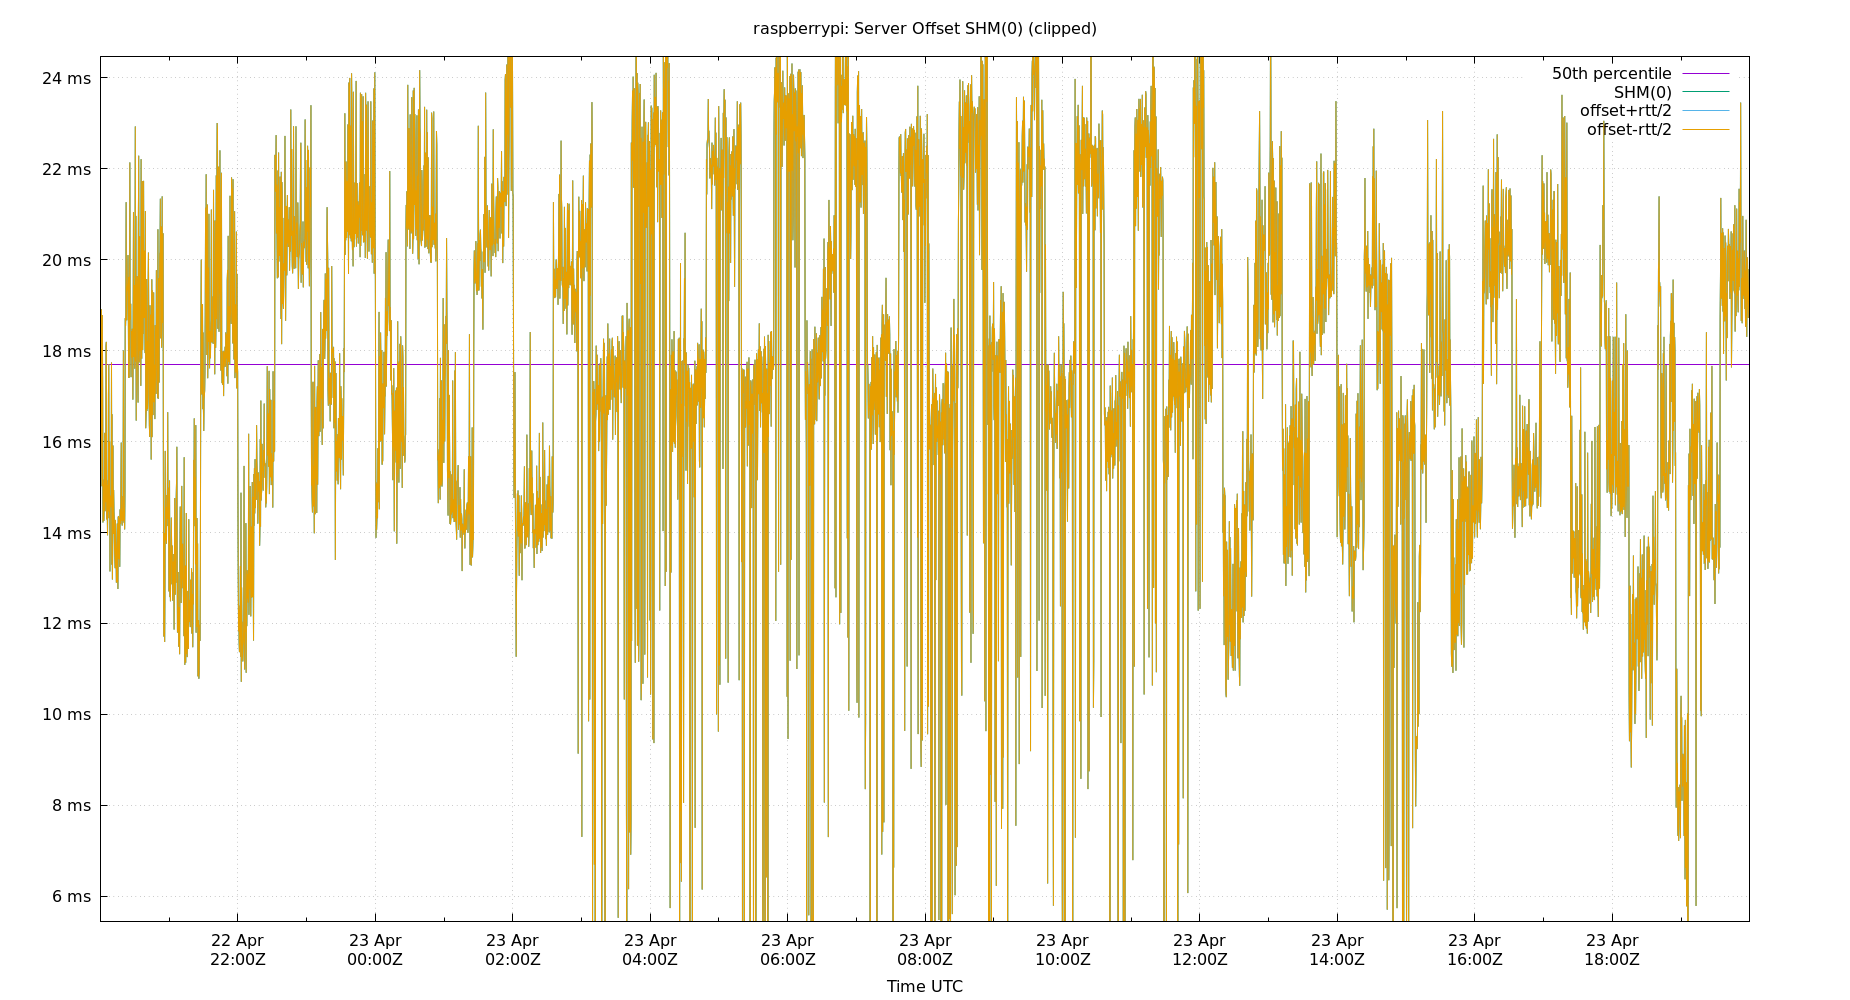 raspberrypi: Server Offset SHM(0) (clipped)
50th percentile
SHM(0)
offset+rtt/2
offset-rtt/2
24 ms
22 ms
20 ms
18 ms
16 ms
14 ms
12 ms
10 ms
8 ms
6 ms
22 Apr 23 Apr 23 Apr 23 Apr 23 Apr 23 Apr 23 Apr 23 Apr 23 Apr 23 Apr 23 Apr
22:00Z 00:00Z 02:00Z 04:00Z 06:00Z 08:00Z 10:00Z 12:00Z 14:00Z 16:00Z 18:00Z
Time UTC